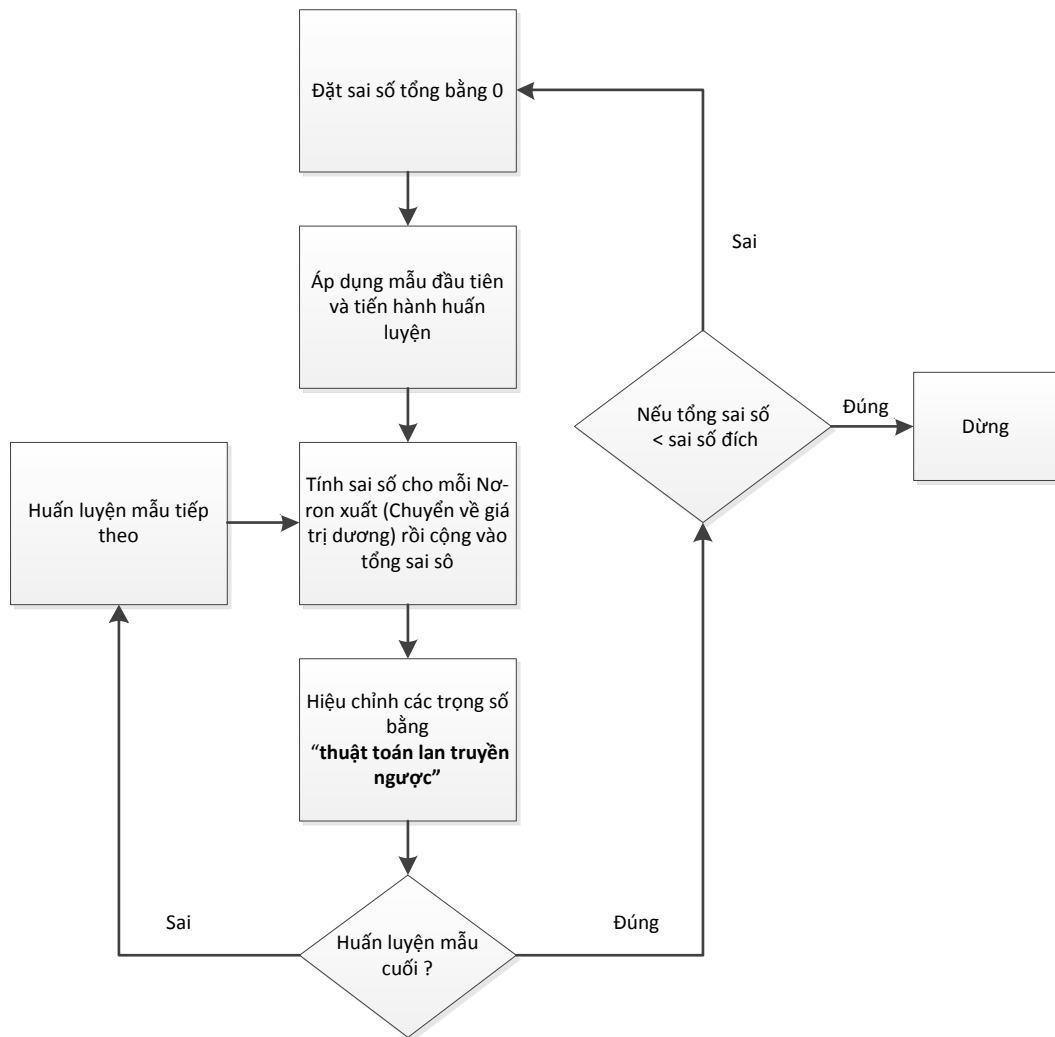 Đặt sai số tổng bằng 0
Sai
Áp dụng mẫu đầu tiên
và tiến hành huấn
luyện
Nếu tổng sai số
< sai số đích
Đúng
Dừng
Huấn luyện mẫu tiếp
theo
Tính sai số cho mỗi Nơ-
ron xuất (Chuyển về giá
trị dương) rồi cộng vào
tổng sai sô
Hiệu chỉnh các trọng số
bằng
“thuật toán lan truyền
ngược”
Sai
Đúng
Huấn luyện mẫu
cuối ?